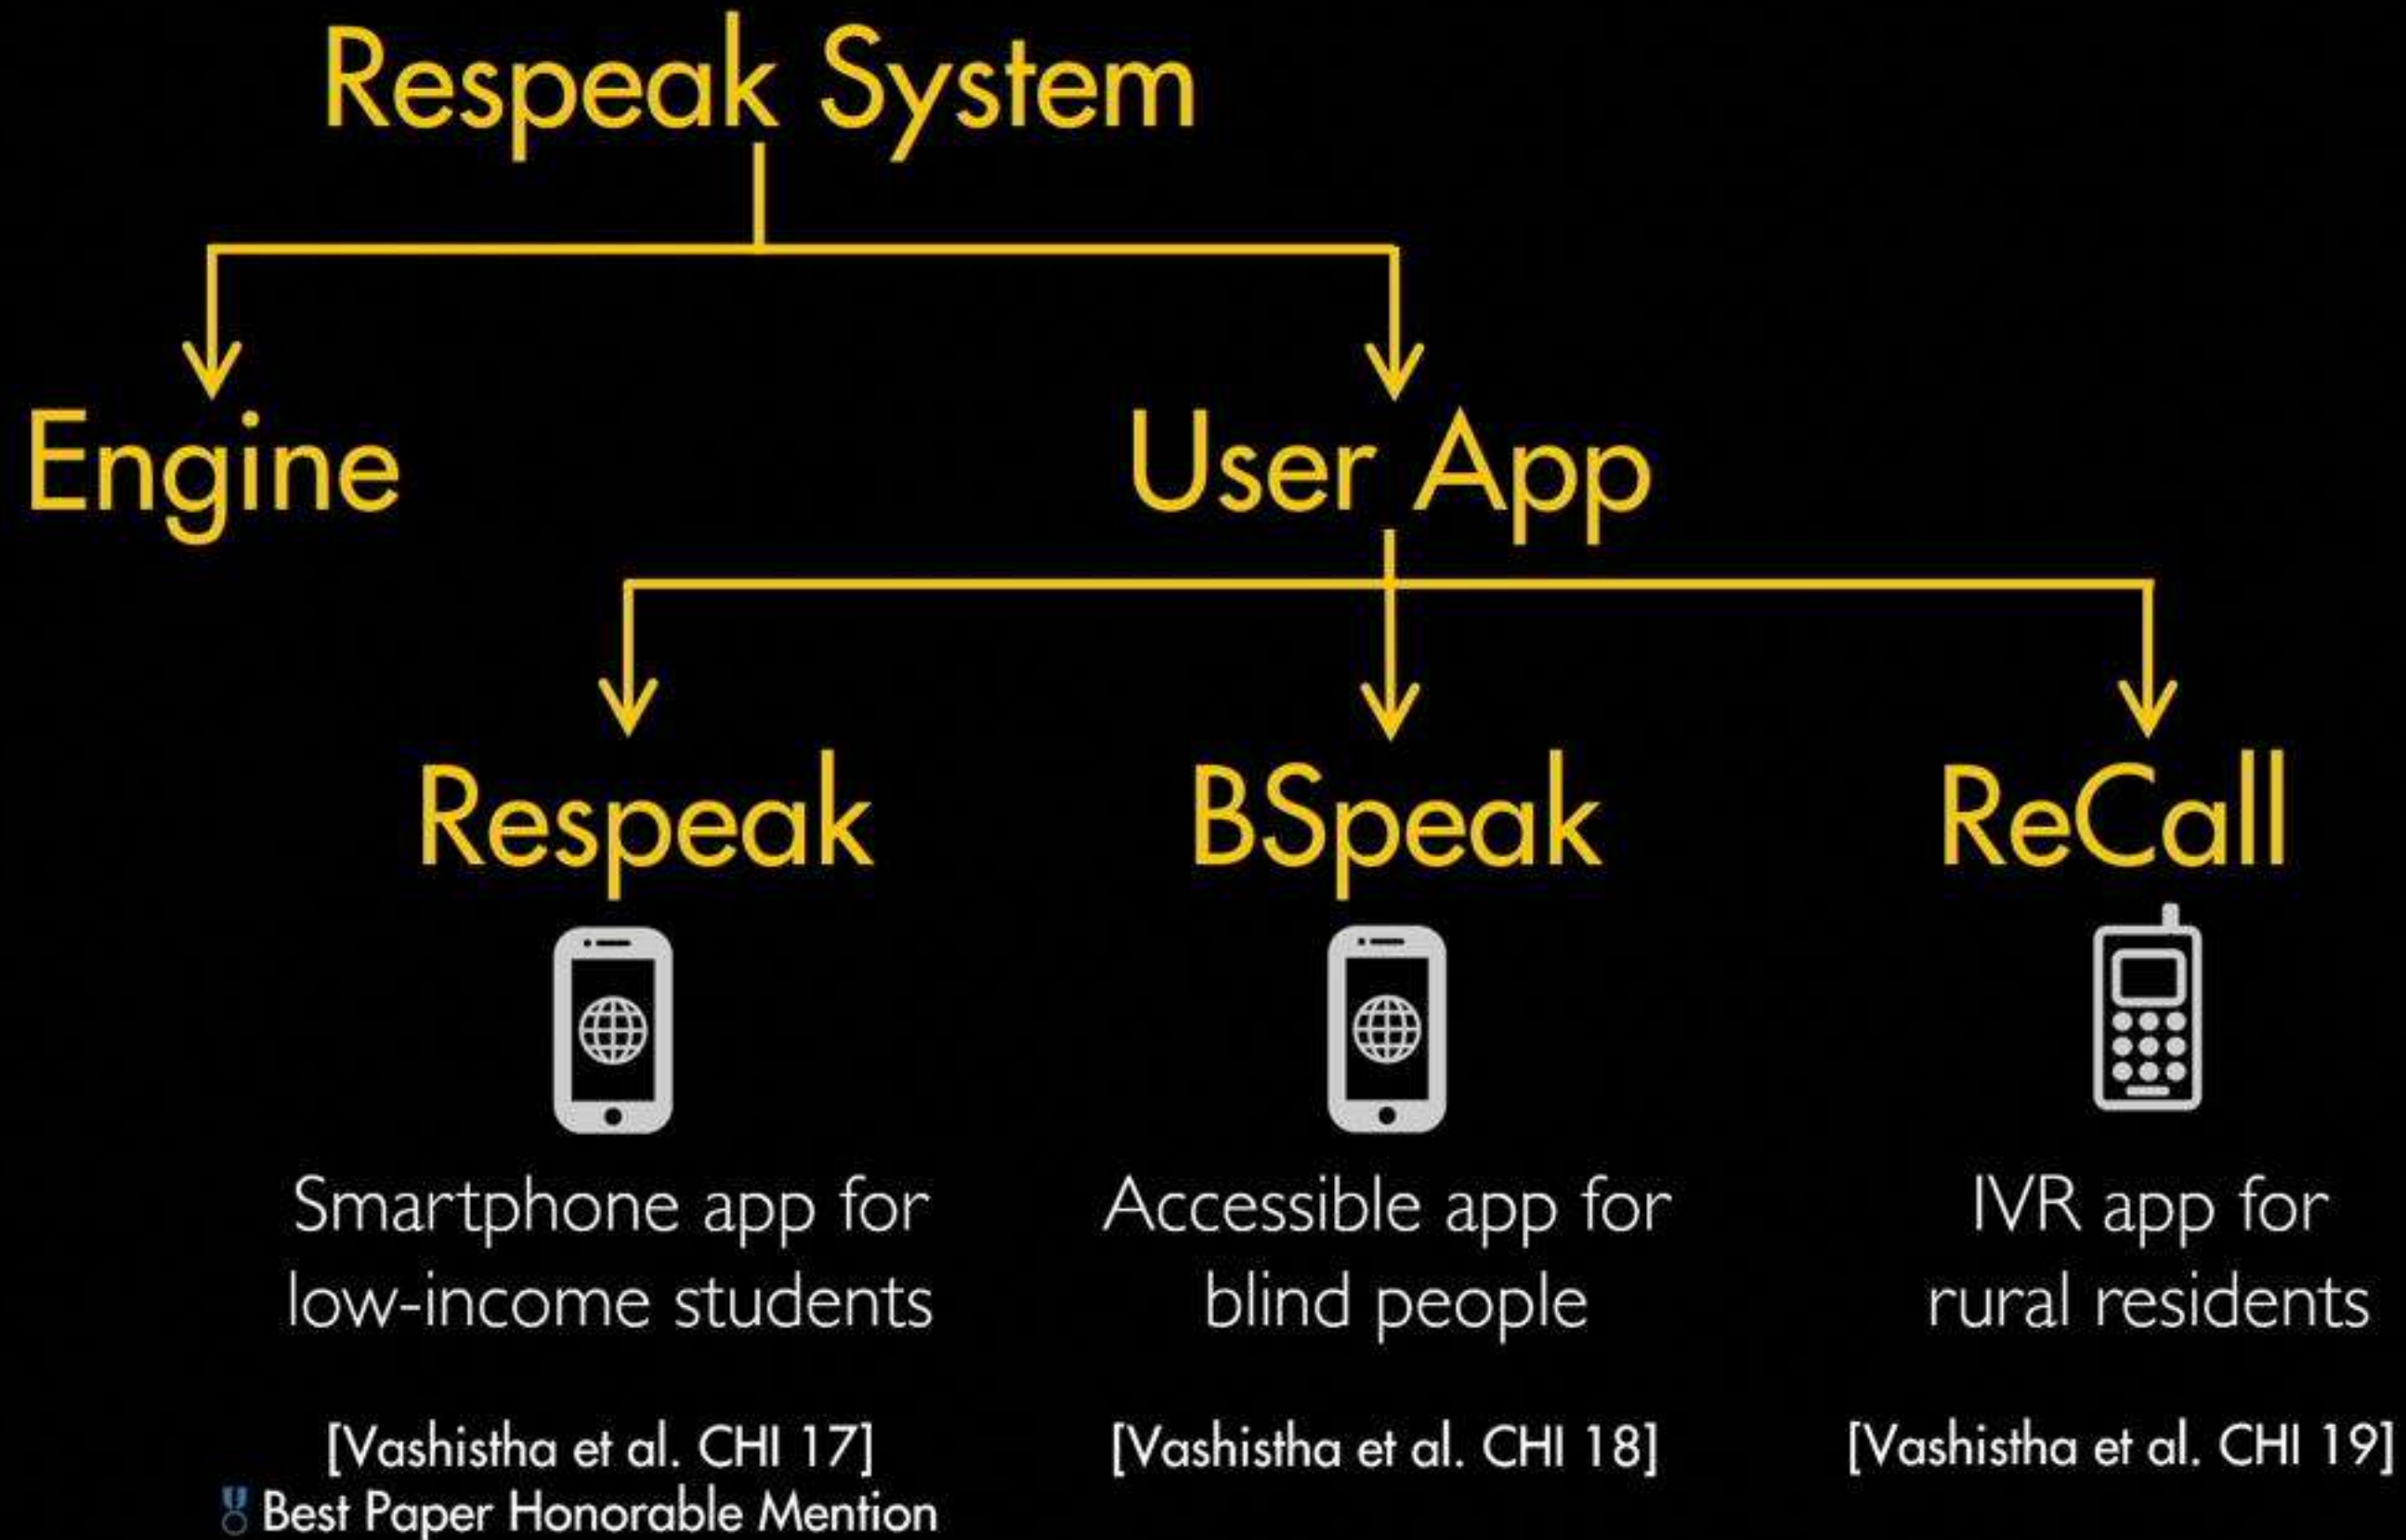 Respeak System
Engine
User App
Respeak
BSpeak
ReCall
Smartphone app for
low-income students
Accessible app for
blind people
IVR app for
rural residents
[Vashistha et al. CHI 17]
Best Paper Honorable Mention
[Vashistha et al. CHI 18]
[Vashistha et al. CHI 19]